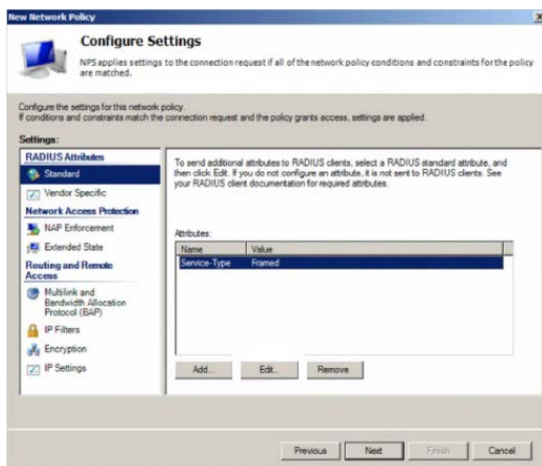 New Network Policy
Configure Settings
NPS applies settings to the connection request if all of the network policy conditions and constraints for the policy
are matched.
Configure the settings for this network policy.
If conditions and constraints match the connection request and the policy grants access, settings are applied.
Settings:
RADIUS Attributes
Standard
Vendor Specific
Network Access Protection
NAP Enforcement
Extended State
Routing and Remote
Access
Multilink and
Bandwidth Allocation
Protocol (BAP)
IP Filters
Encryption
IP Settings
To send additional attributes to RADIUS clients, select a RADIUS standard attribute, and
then click Edit. If you do not configure an attribute, it is not sent to RADIUS clients. See
your RADIUS client documentation for required attributes.
Attributes:
Name Value
Service-Type Framed
Add... Edit... Remove
Previous Next Finish Cancel